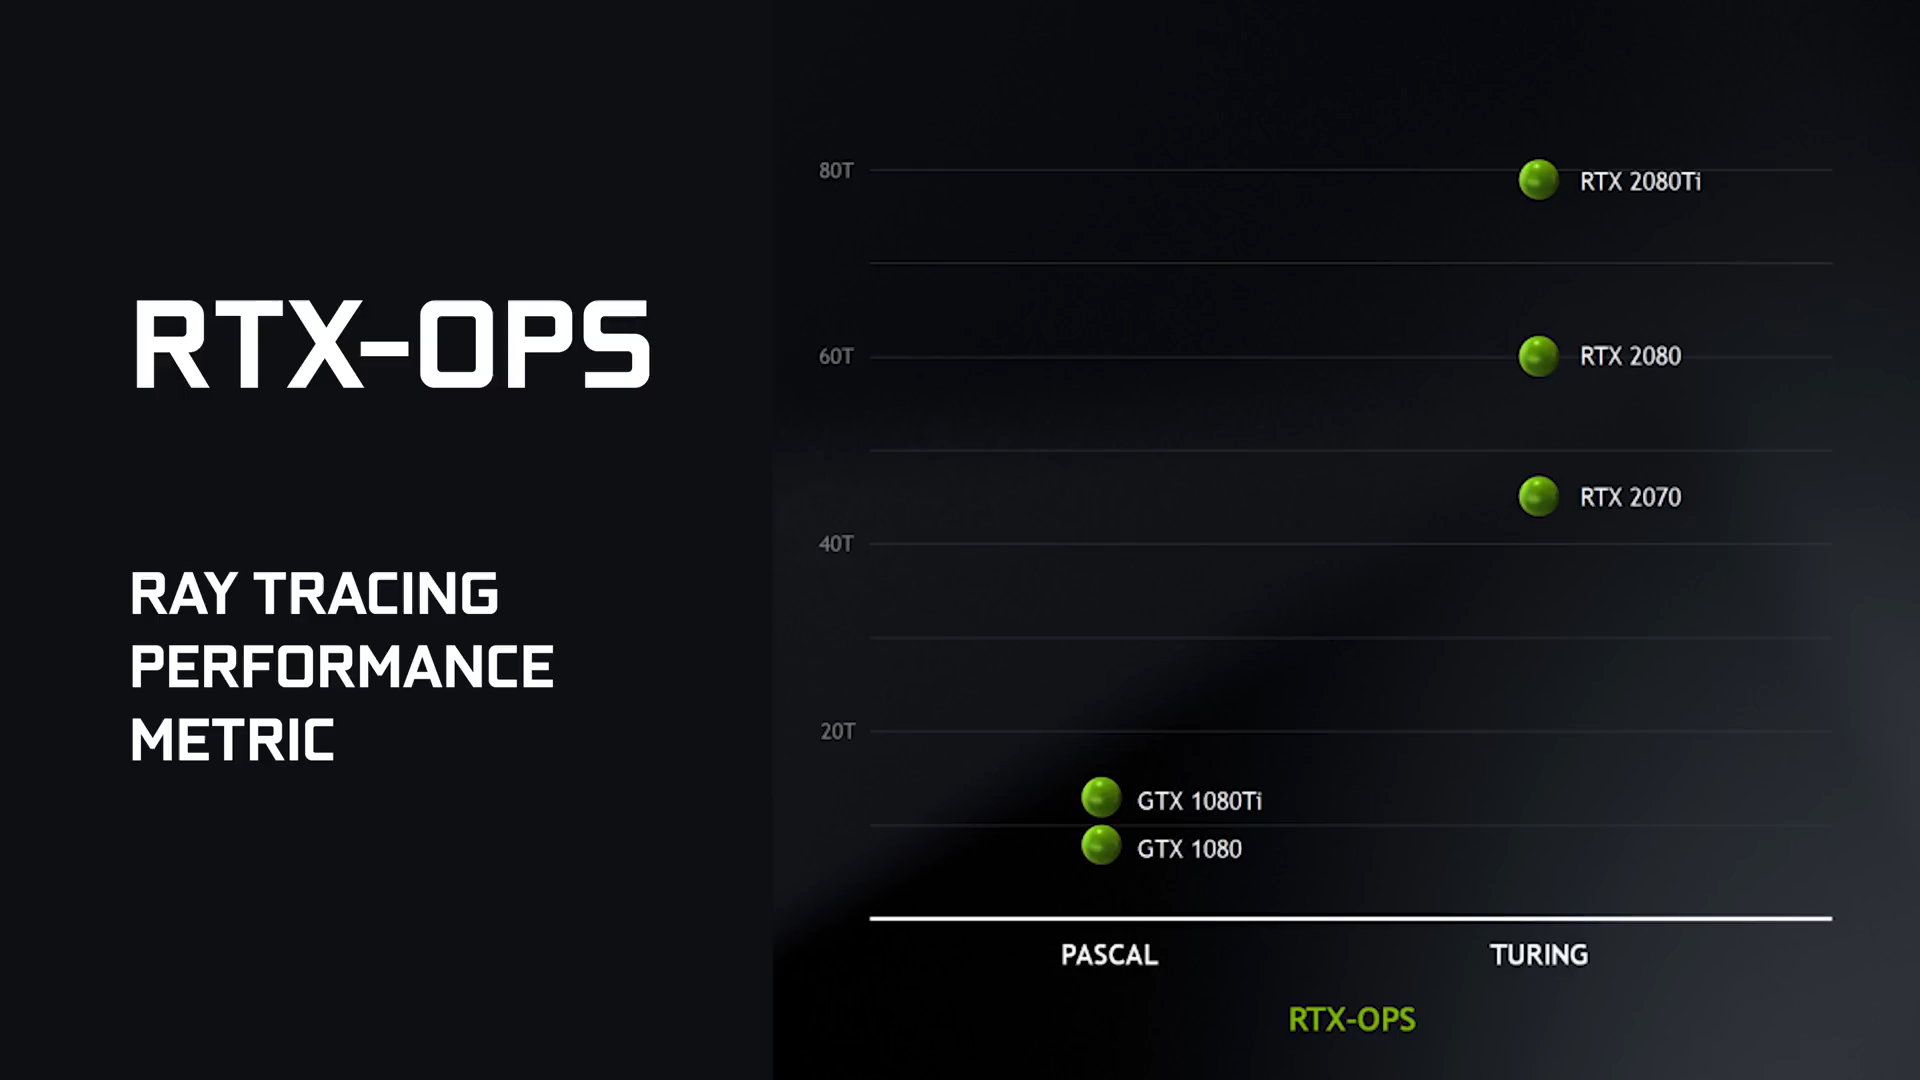 RTX-OPS
RAY TRACING
PERFORMANCE
METRIC
80T
RTX 2080Ti
60T
RTX 2080
RTX 2070
40T
20T
GTX 1080Ti
GTX 1080
PASCAL
TURING
RTX-OPS